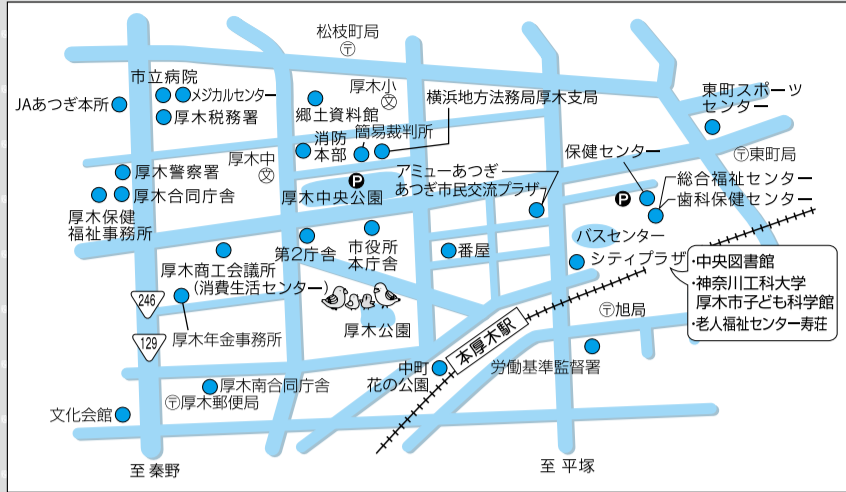 松枝町局
〒
市立病院
メジカルセンター
JAあつぎ本所
厚木税務署
厚木小
文
郷土資料館
横浜地方法務局厚木支局
東町スポーツ
センター
消防
本部
簡易裁判所
厚木中
文
保健センター
〒東町局
厚木警察署
アミューあつぎ
あつぎ市民交流プラザ
総合福祉センター
歯科保健センター
P
厚木合同庁舎
厚木中央公園
P
厚木保健
福祉事務所
第2庁舎
市役所
本庁舎
番屋
バスセンター
シティプラザ
・中央図書館
・神奈川工科大学
厚木市子ども科学館
・老人福祉センター寿荘
厚木商工会議所
(消費生活センター)
246
129
厚木年金事務所
厚木公園
本厚木駅
〒旭局
中町
花の公園
労働基準監督署
厚木南合同庁舎
〒厚木郵便局
文化会館
至 秦野
至 平塚